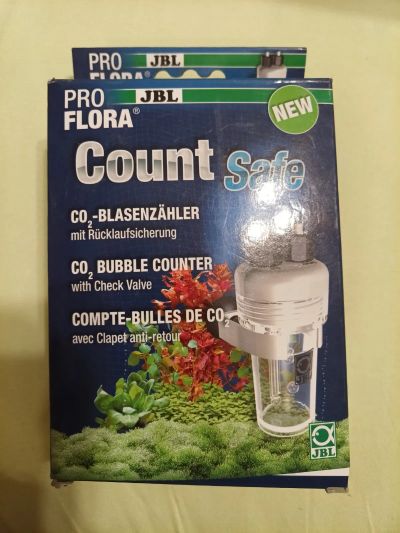 PRO JBL
FLORA®
PRO JBL
FLORA®
NEW
Count Safe
CO₂-BLASENZÄHLER
mit Rücklaufsicherung
CO₂ BUBBLE COUNTER
with Check Valve
COMPTE-BULLES DE CO₂
avec Clapet anti-retour
JBL